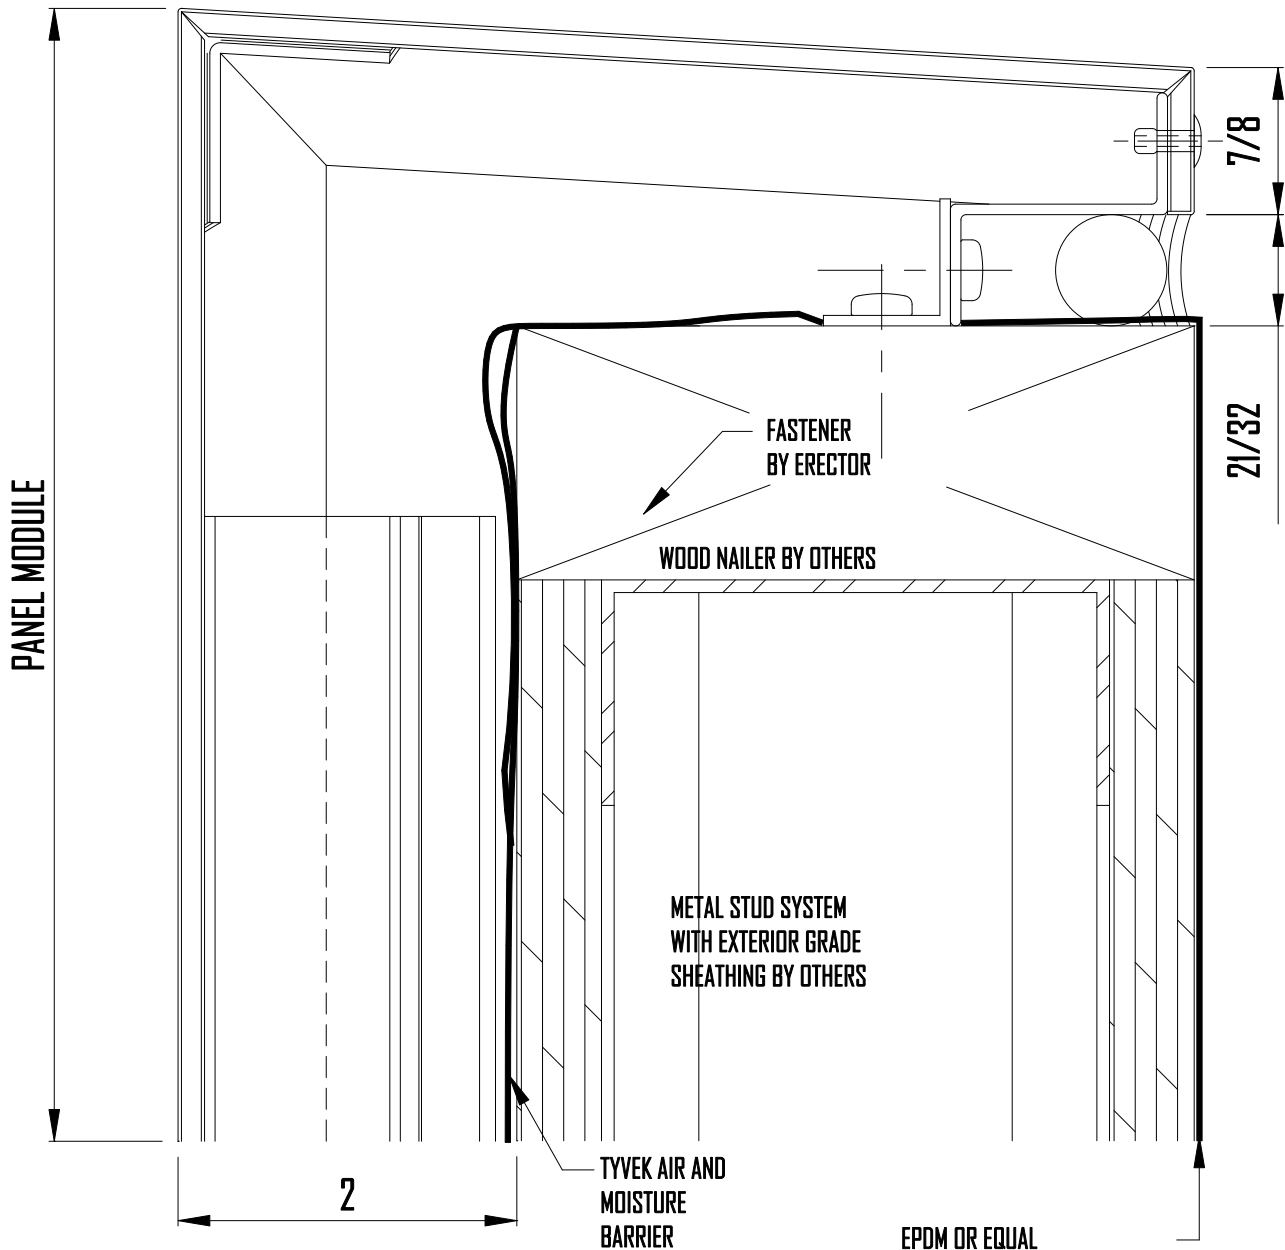 7/8
21/32
FASTENER
BY ERECTOR
PANEL MODULE
WOOD NAILER BY OTHERS
METAL STUD SYSTEM
WITH EXTERIOR GRADE
SHEATHING BY OTHERS
2
TYVEK AIR AND
MOISTURE
BARRIER
EPDM OR EQUAL